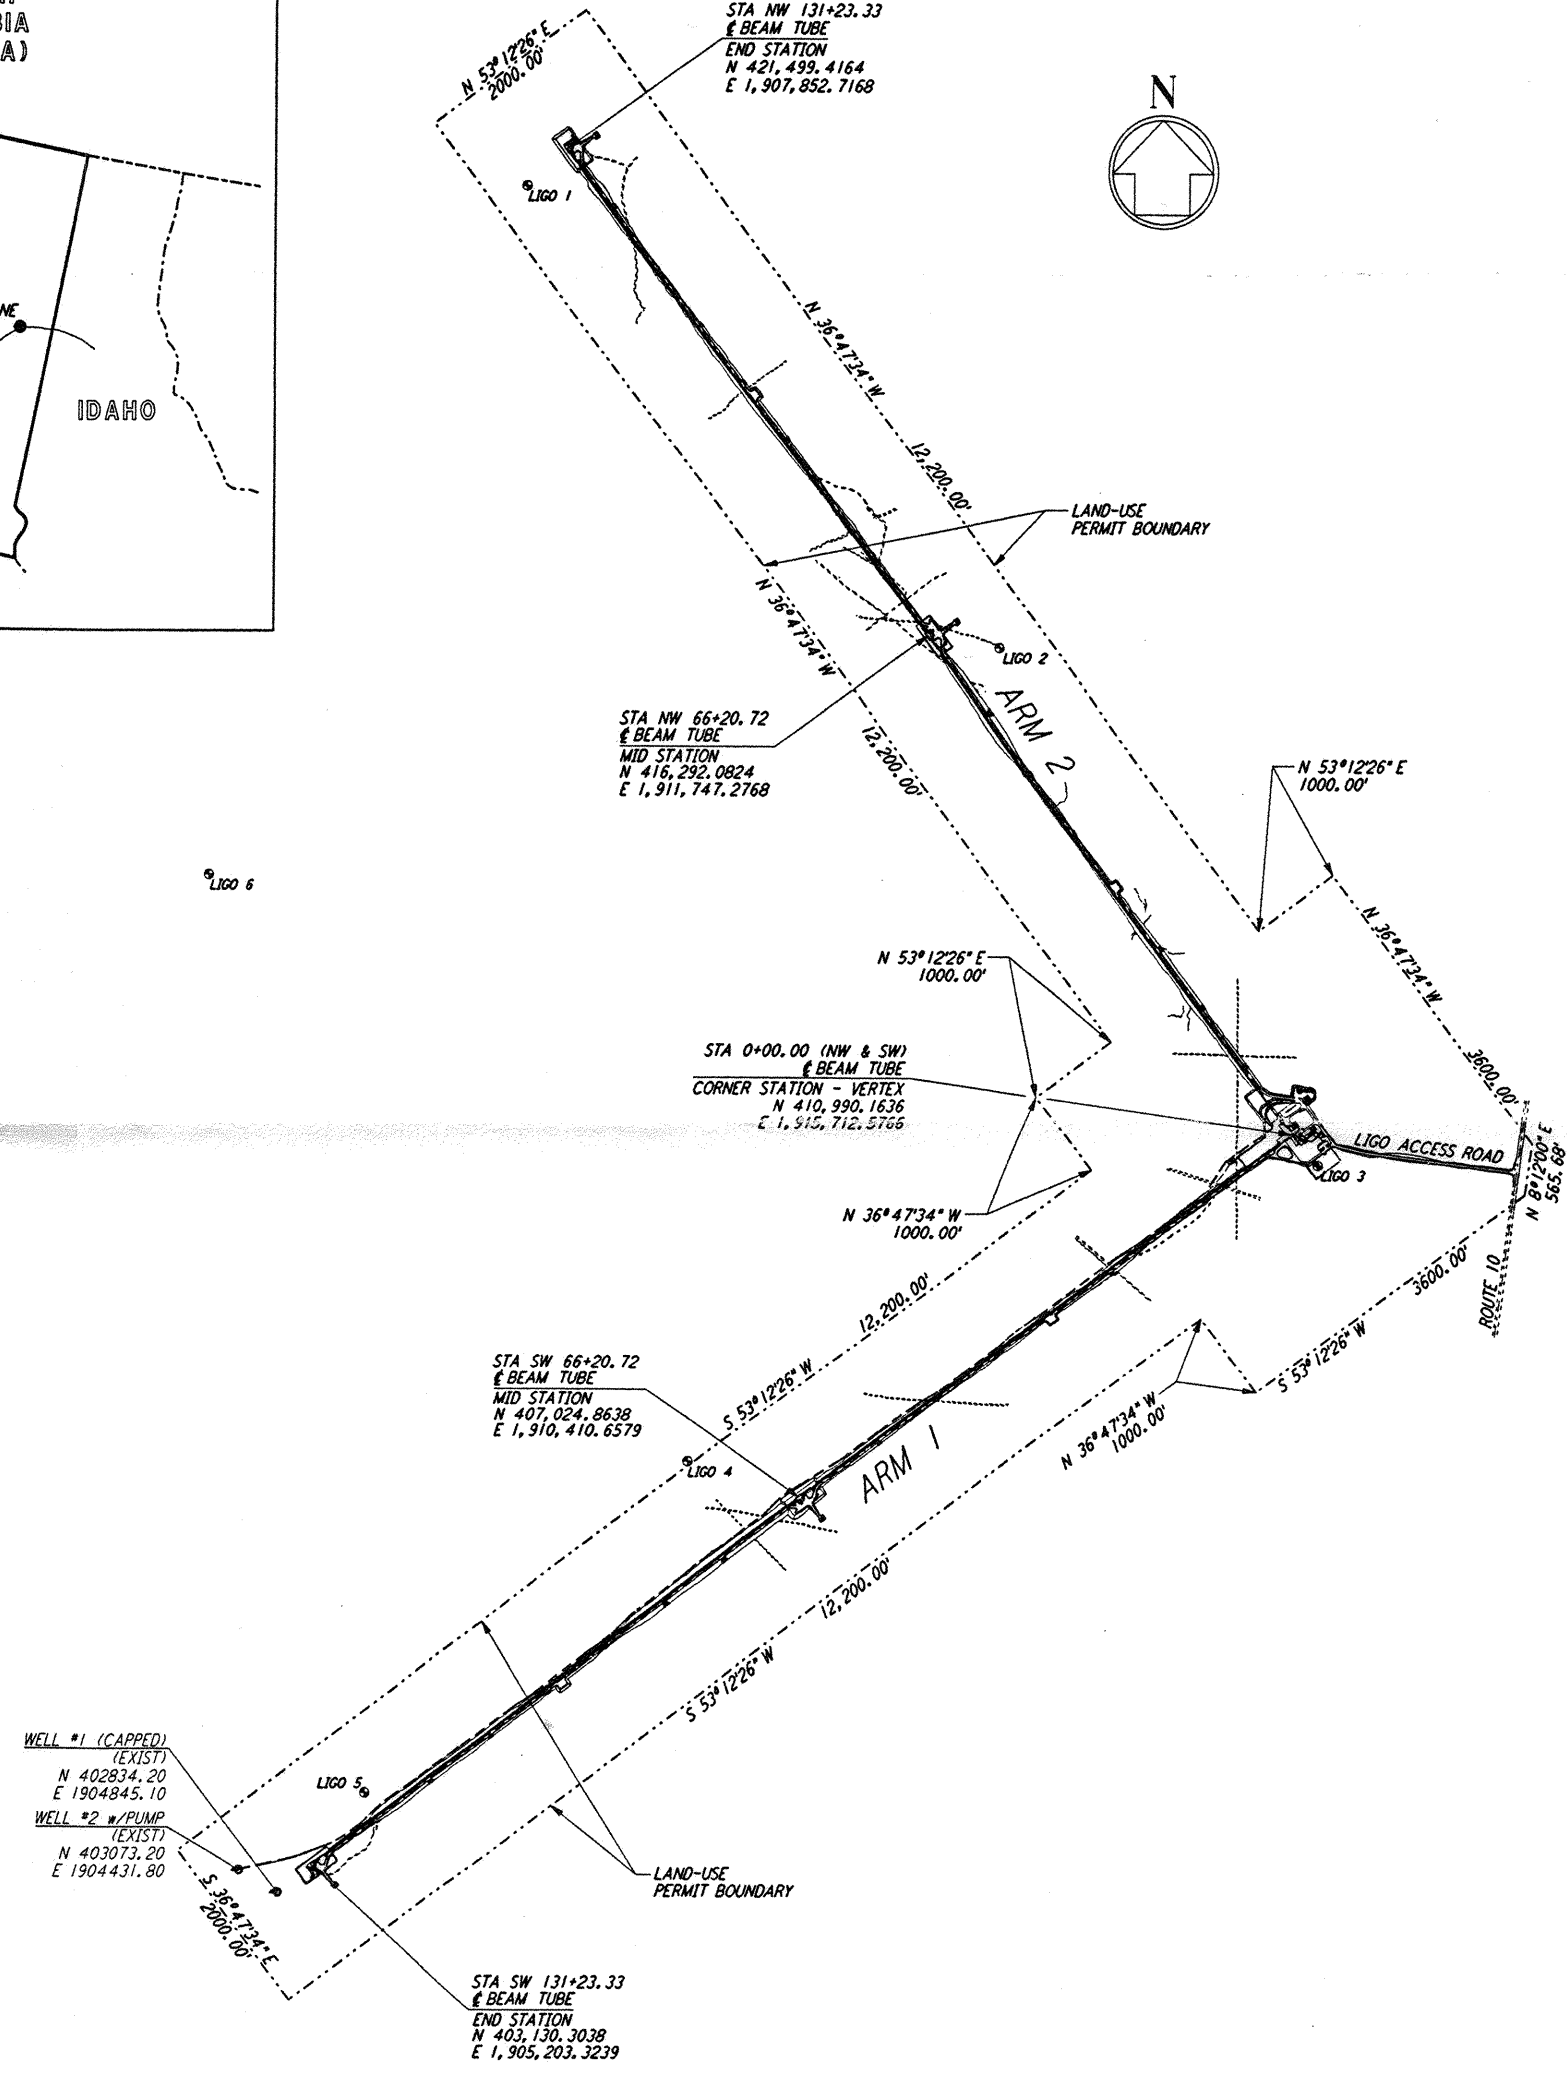 BIA
A)
NE
IDAHO
STA NW 131+23.33
℄ BEAM TUBE
END STATION
N 421,499.4164
E 1,907,852.7168
N
N 53°12'26" E
2000.00'
LIGO 1
N 36°47'34" W
12,200.00'
LAND-USE
PERMIT BOUNDARY
N 36°47'34" W
12,200.00'
LIGO 2
ARM 2
STA NW 66+20.72
℄ BEAM TUBE
MID STATION
N 416,292.0824
E 1,911,747.2768
N 53°12'26" E
1000.00'
LIGO 6
N 36°47'34" W
3600.00'
N 53°12'26" E
1000.00'
STA 0+00.00 (NW & SW)
℄ BEAM TUBE
CORNER STATION - VERTEX
N 410,990.1636
E 1,915,712.5766
LIGO ACCESS ROAD
LIGO 3
N 8°12'00" E
565.68'
N 36°47'34" W
1000.00'
ROUTE 10
3600.00'
S 53°12'26" W
12,200.00'
S 53°12'26" W
N 36°47'34" W
1000.00'
STA SW 66+20.72
℄ BEAM TUBE
MID STATION
N 407,024.8638
E 1,910,410.6579
LIGO 4
ARM 1
12,200.00'
S 53°12'26" W
WELL #1 (CAPPED)
(EXIST)
N 402834.20
E 1904845.10
WELL #2 w/PUMP
(EXIST)
N 403073.20
E 1904431.80
LIGO 5
S 36°47'34" E
2000.00'
LAND-USE
PERMIT BOUNDARY
STA SW 131+23.33
℄ BEAM TUBE
END STATION
N 403,130.3038
E 1,905,203.3239